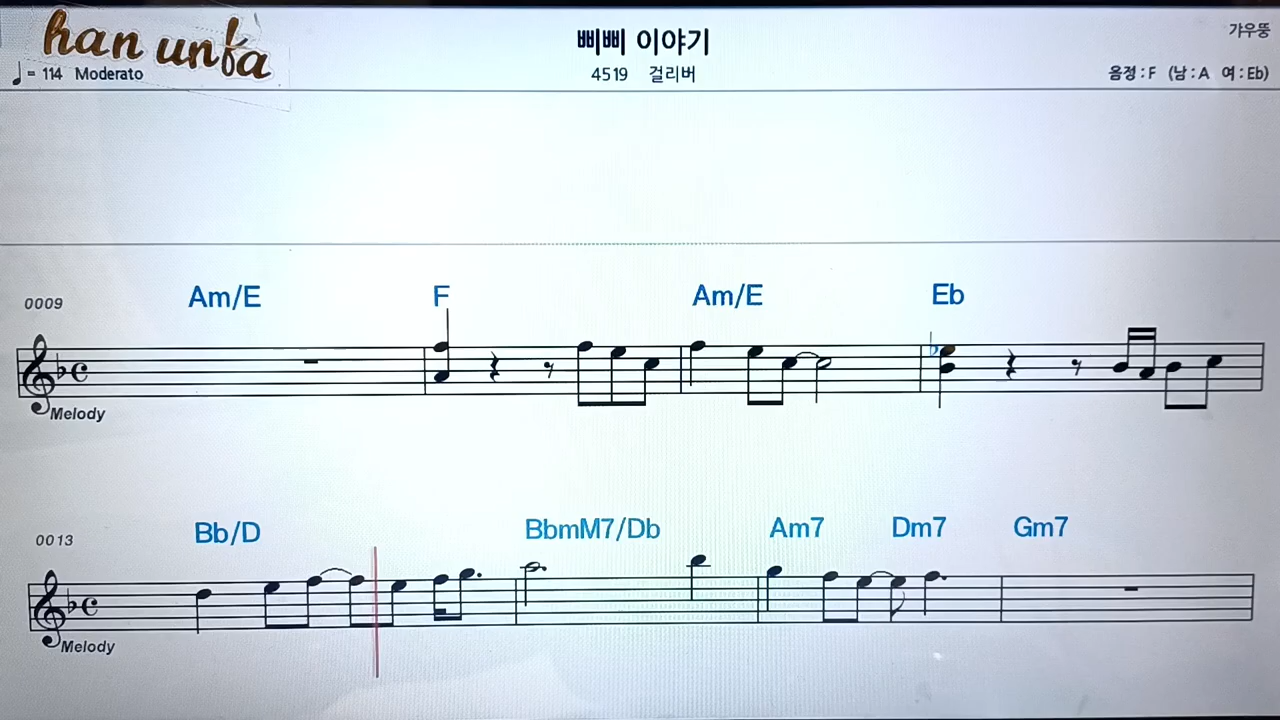 han unfa
삐삐 이야기
갸우뚱
♩= 114 Moderato
4519 걸리버
음정 : F (남 : A 여 : Eb)
0009
Am/E
F
Am/E
Eb
Melody
0013
Bb/D
BbmM7/Db
Am7
Dm7
Gm7
Melody